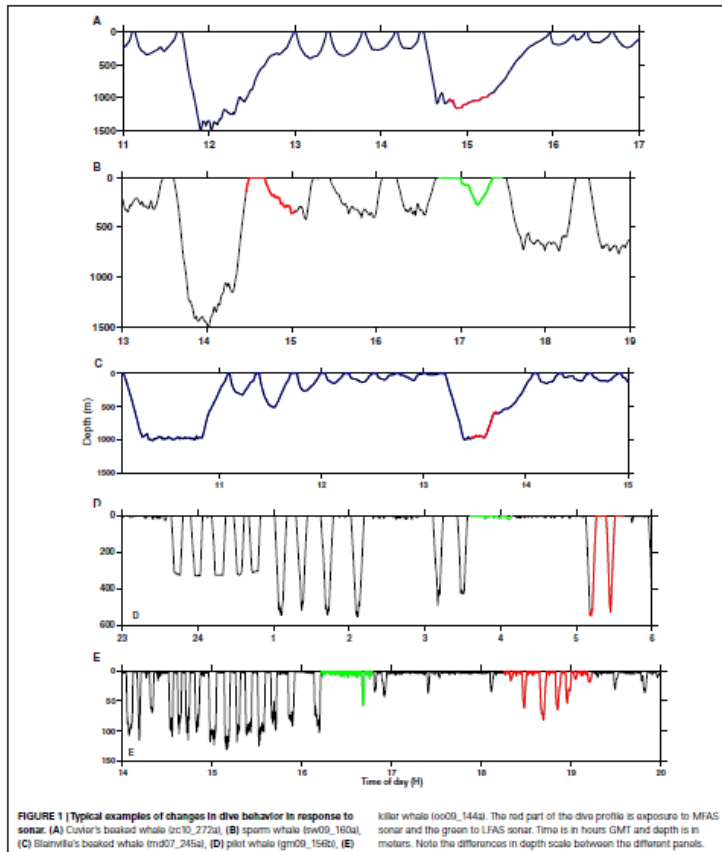 A
0
500
1000
1500
11 12 13 14 15 16 17
B
0
500
1000
1500
13 14 15 16 17 18 19
C
Depth (m)
0
500
1000
1500
11 12 13 14 15
D
0
200
400
600
D
23 24 1 2 3 4 5 6
E
0
50
100
150
E
14 15 16 17 18 19 20
Time of day (H)
FIGURE 1 | Typical examples of changes in dive behavior in response to
sonar. (A) Cuvier's beaked whale (zc10_272a), (B) sperm whale (sw09_160a),
(C) Blainville's beaked whale (md07_245a), (D) pilot whale (gm09_156b), (E)
killer whale (oo09_144a). The red part of the dive profile is exposure to MFAS
sonar and the green to LFAS sonar. Time is in hours GMT and depth is in
meters. Note the differences in depth scale between the different panels.